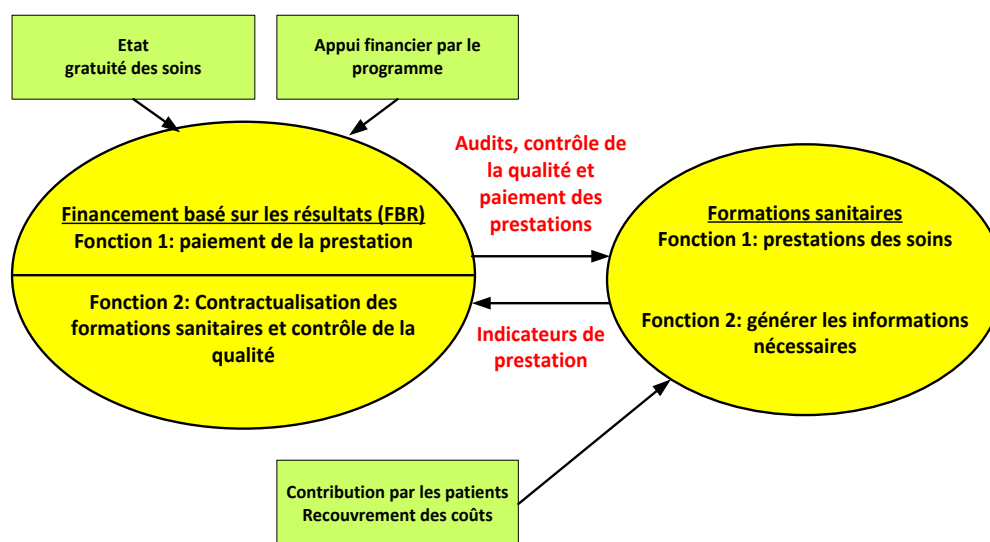 Etat
gratuité des soins
Appui financier par le
programme
Audits, contrôle de
la qualité et
paiement des
prestations
Financement basé sur les résultats (FBR)
Fonction 1: paiement de la prestation
Fonction 2: Contractualisation des
formations sanitaires et contrôle de la
qualité
Formations sanitaires
Fonction 1: prestations des soins
Fonction 2: générer les informations
nécessaires
Indicateurs de
prestation
Contribution par les patients
Recouvrement des coûts